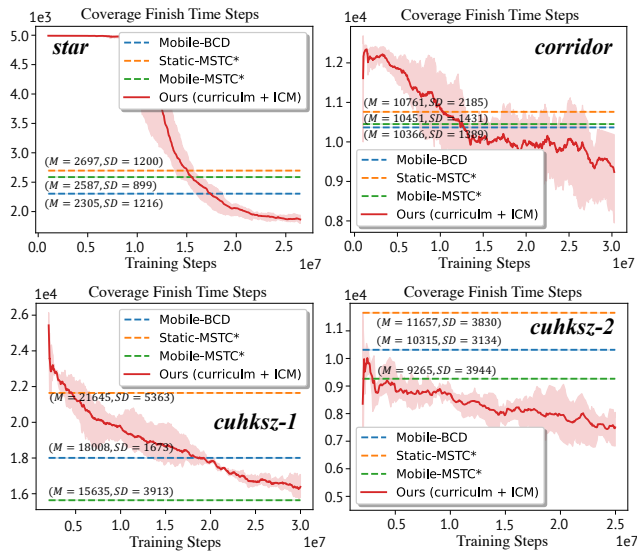 Coverage Finish Time Steps
5.0 1e3
star
Mobile-BCD
Static-MSTC*
Mobile-MSTC*
Ours (curriculm + ICM)
4.0
3.5
3.0
2.5
2.0
(M = 2697, SD = 1200)
(M = 2587, SD = 899)
(M = 2305, SD = 1216)
0.0 0.5 1.0 1.5 2.0 2.5
Training Steps 1e7
Coverage Finish Time Steps
1e4
corridor
1.2
1.1
1.0
0.9
0.8
(M = 10761, SD = 2185)
(M = 10451, SD = 1431)
(M = 10366, SD = 1389)
Mobile-BCD
Static-MSTC*
Mobile-MSTC*
Ours (curriculm + ICM)
0.5 1.0 1.5 2.0 2.5 3.0
Training Steps 1e7
Coverage Finish Time Steps
1e4
2.6
2.4
2.2
2.0
1.8
1.6
Mobile-BCD
Static-MSTC*
Mobile-MSTC*
Ours (curriculm + ICM)
(M = 21645, SD = 5363)
cuhksz-1
(M = 18008, SD = 1673)
(M = 15635, SD = 3913)
0.5 1.0 1.5 2.0 2.5 3.0
Training Steps 1e7
Coverage Finish Time Steps
1e4
1.1
1.0
0.9
0.8
0.7
0.6
0.5
(M = 11657, SD = 3830)
cuhksz-2
(M = 10315, SD = 3134)
(M = 9265, SD = 3944)
Mobile-BCD
Static-MSTC*
Mobile-MSTC*
Ours (curriculm + ICM)
0.5 1.0 1.5 2.0 2.5
Training Steps 1e7